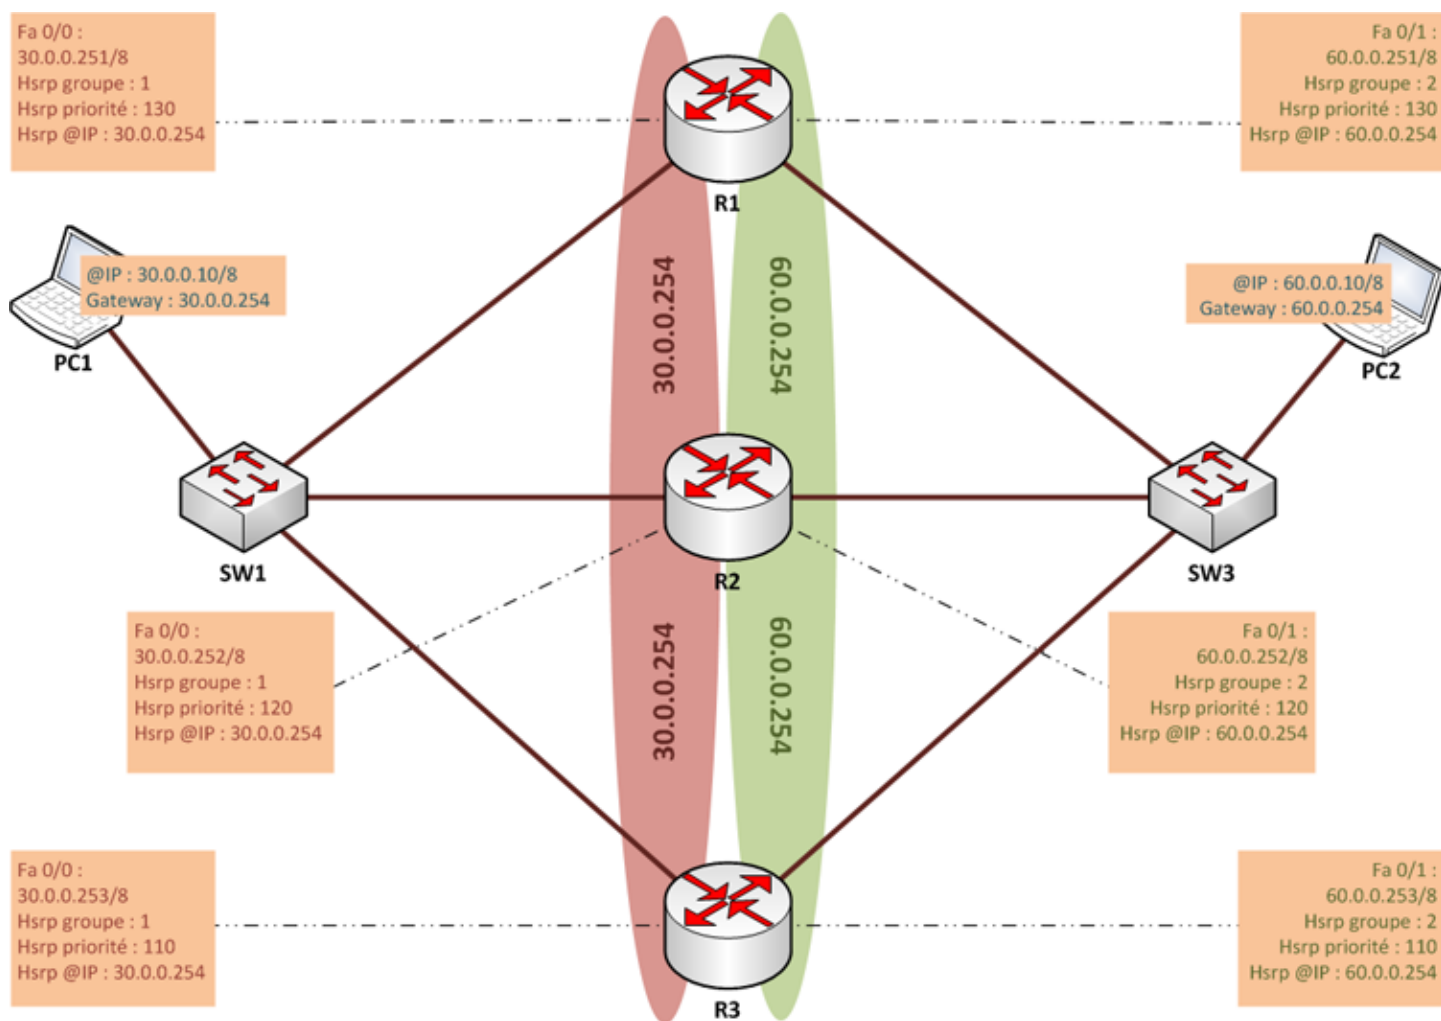 Fa 0/0 :
30.0.0.251/8
Hsrp groupe : 1
Hsrp priorité : 130
Hsrp @IP : 30.0.0.254
Fa 0/1 :
60.0.0.251/8
Hsrp groupe : 2
Hsrp priorité : 130
Hsrp @IP : 60.0.0.254
R1
@IP : 30.0.0.10/8
Gateway : 30.0.0.254
PC1
30.0.0.254
60.0.0.254
@IP : 60.0.0.10/8
Gateway : 60.0.0.254
PC2
SW1
R2
SW3
Fa 0/0 :
30.0.0.252/8
Hsrp groupe : 1
Hsrp priorité : 120
Hsrp @IP : 30.0.0.254
30.0.0.254
60.0.0.254
Fa 0/1 :
60.0.0.252/8
Hsrp groupe : 2
Hsrp priorité : 120
Hsrp @IP : 60.0.0.254
Fa 0/0 :
30.0.0.253/8
Hsrp groupe : 1
Hsrp priorité : 110
Hsrp @IP : 30.0.0.254
R3
Fa 0/1 :
60.0.0.253/8
Hsrp groupe : 2
Hsrp priorité : 110
Hsrp @IP : 60.0.0.254